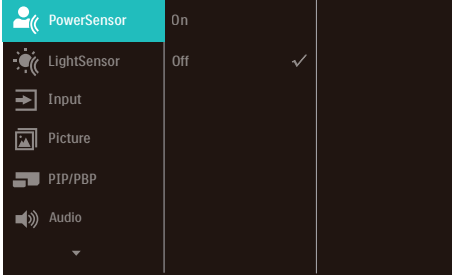 PowerSensor
On
LightSensor
Off
Input
Picture
PIP/PBP
Audio